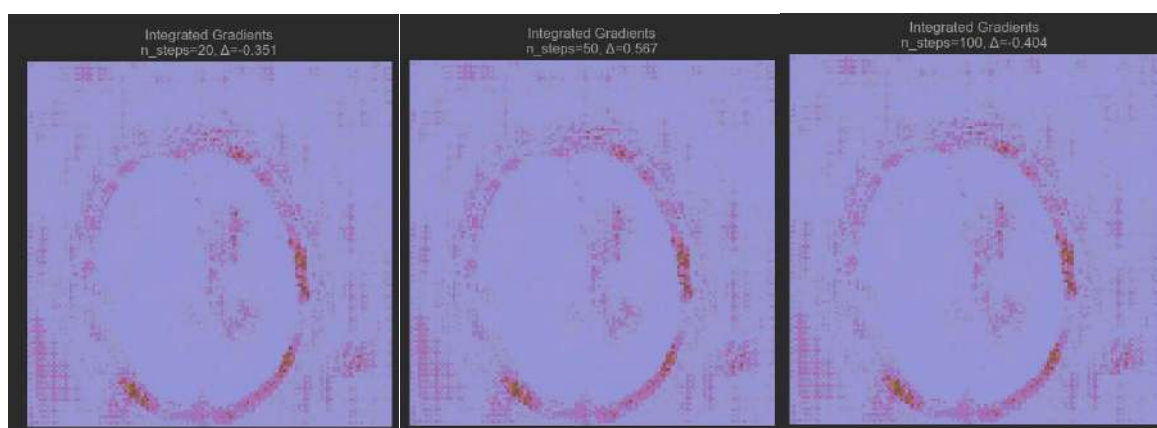 Integrated Gradients
n_steps=20, Δ=-0.351
Integrated Gradients
n_steps=50, Δ=0.567
Integrated Gradients
n_steps=100, Δ=-0.404